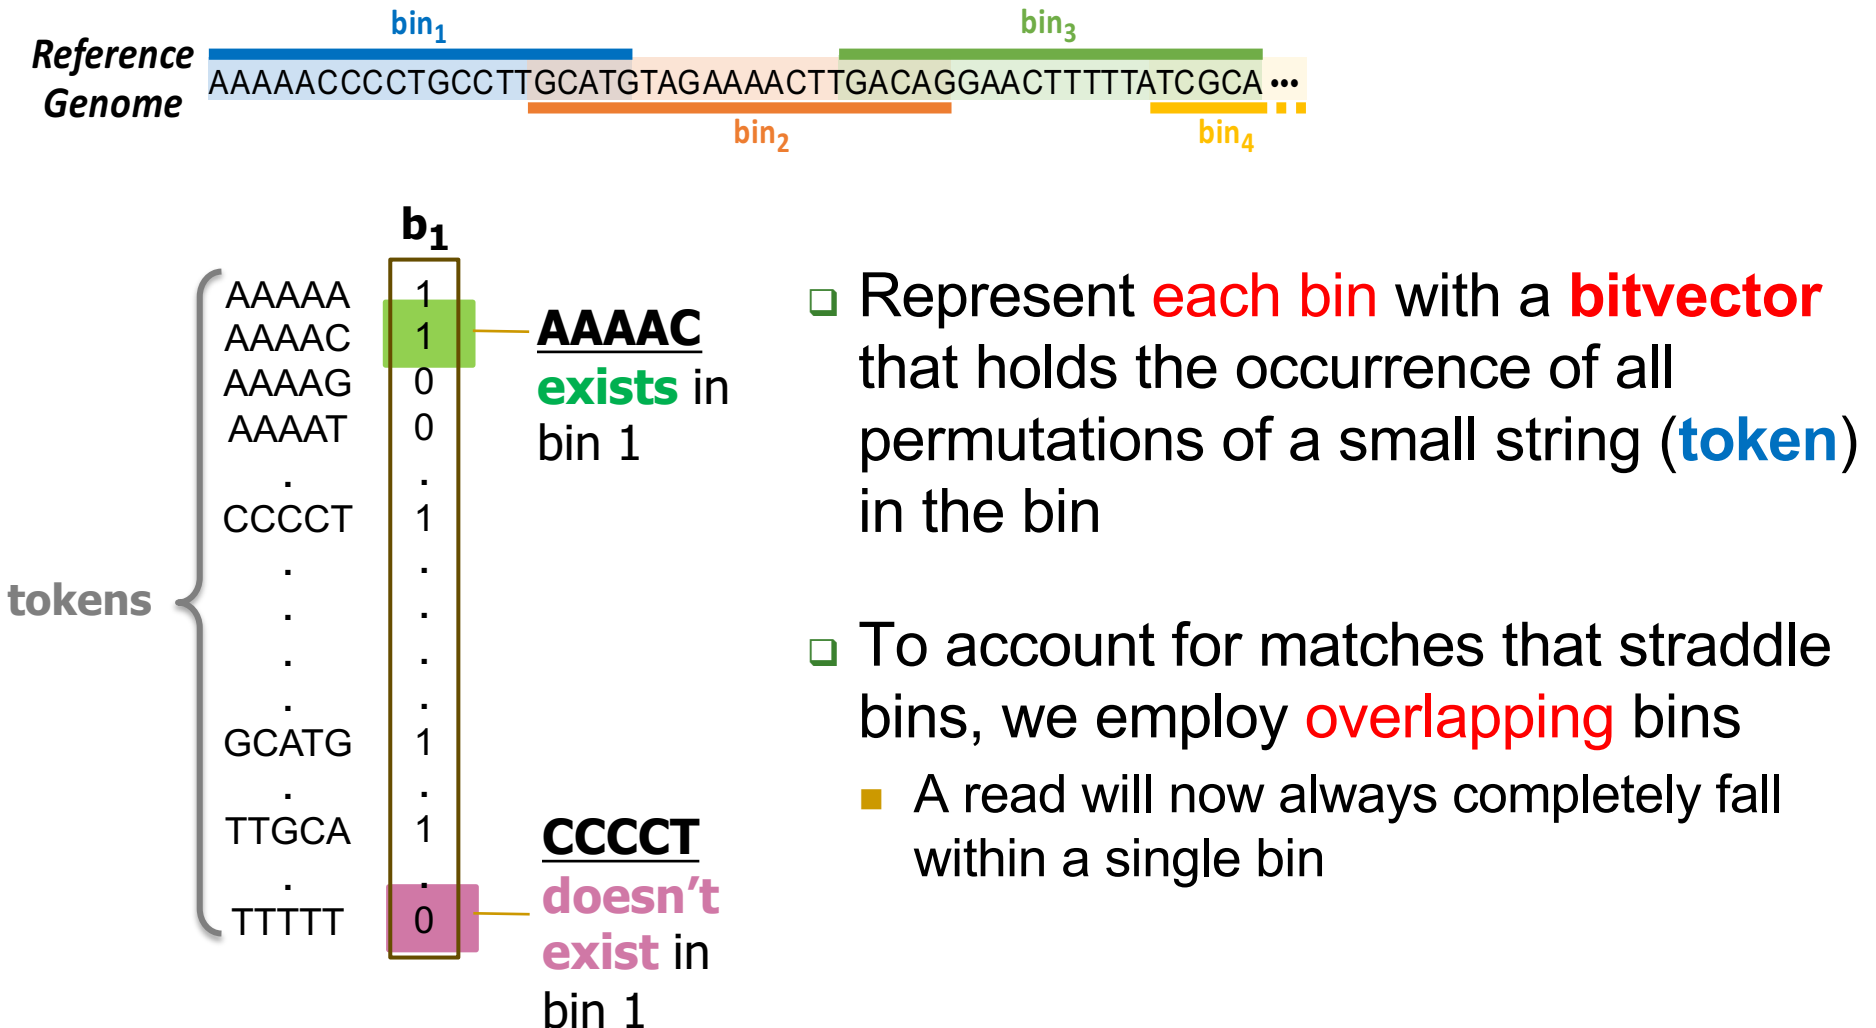 bin1 bin3
Reference Genome
AAAAACCCCTGCCTTGCATGTAGAAAACTTGACAGGAACTTTTTATCGCA •••
bin2 bin4
b1
tokens
AAAAA 1
AAAAC 1
AAAAG 0
AAAAT 0
. .
CCCCT 1
. .
. .
. .
. .
GCATG 1
. .
TTGCA 1
. .
TTTTT 0
AAAAC
exists in
bin 1
CCCCT
doesn't
exist in
bin 1
Represent each bin with a bitvector
that holds the occurrence of all
permutations of a small string (token)
in the bin
To account for matches that straddle
bins, we employ overlapping bins
A read will now always completely fall
within a single bin